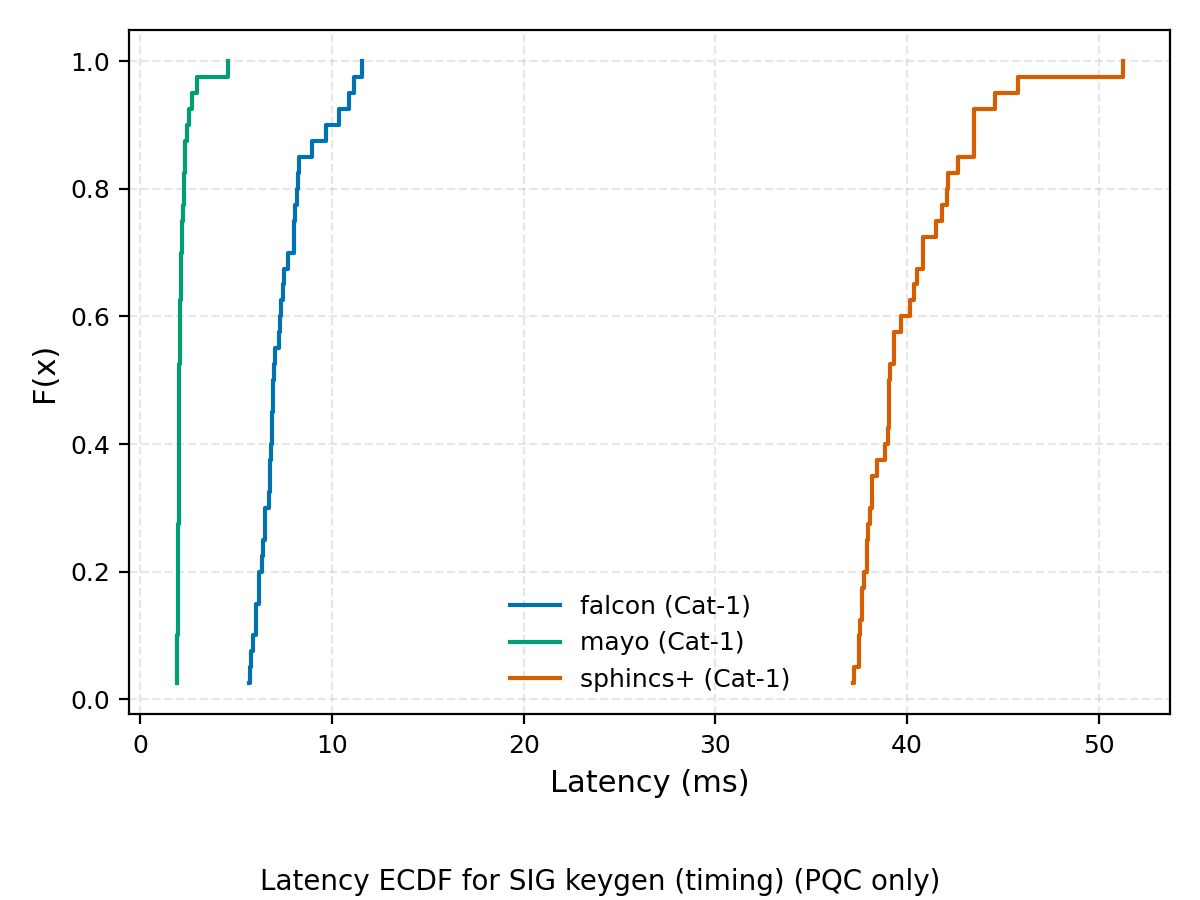 1.0
0.8
0.6
0.4
0.2
0.0
F(x)
falcon (Cat-1)
mayo (Cat-1)
sphincs+ (Cat-1)
0 10 20 30 40 50
Latency (ms)
Latency ECDF for SIG keygen (timing) (PQC only)